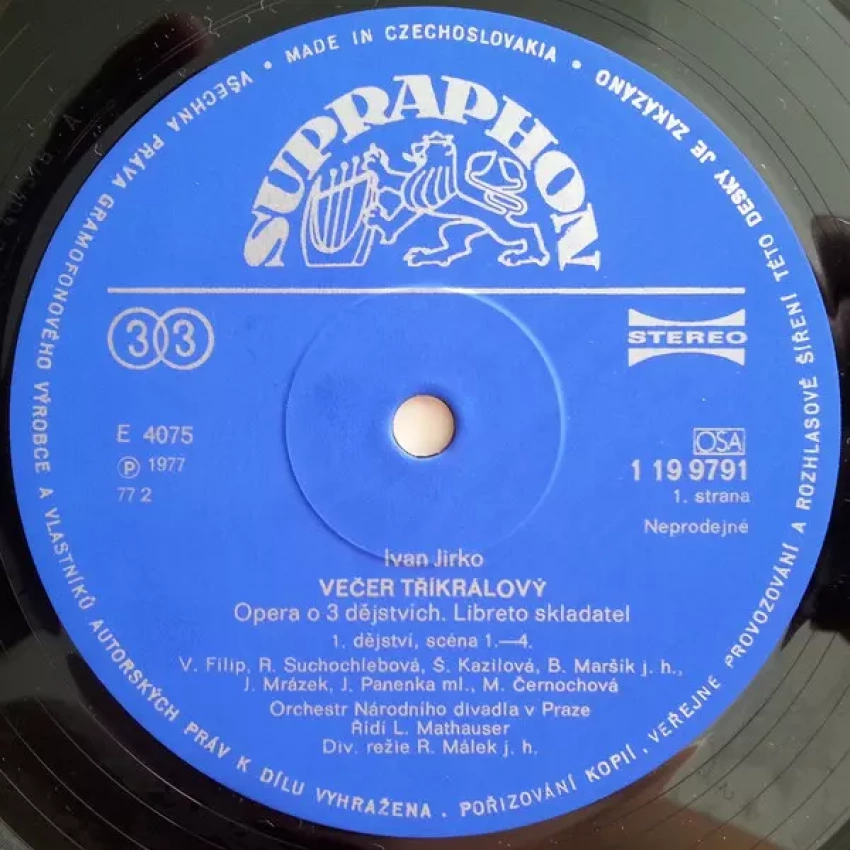 VŠECHNA PRÁVA GRAMOFONOVÉHO VÝROBCE A VLASTNÍKŮ AUTORSKÝCH PRÁV K DÍLU VYHRAŽENA. POŘIZOVÁNÍ KOPIÍ, VEŘEJNÉ PROVOZOVÁNÍ A ROZHLASOVÉ ŠÍŘENÍ TÉTO DESKY JE ZAKÁZÁNO • MADE IN CZECHOSLOVAKIA •
SUPRAPHON
33
STEREO
E 4075
Ⓟ 1977
77 2
OSA
1 19 9791
1. strana
Neprodejné
Ivan Jirko
VEČER TŘÍKRÁLOVÝ
Opera o 3 dějstvích. Libreto skladatel
1. dějství, scéna 1.—4.
V. Filip, R. Suchochlebová, Š. Kazilová, B. Maršík j. h.,
J. Mrázek, J. Panenka ml., M. Černochová
Orchestr Národního divadla v Praze
Řídí L. Mathauser
Div. režie R. Málek j. h.